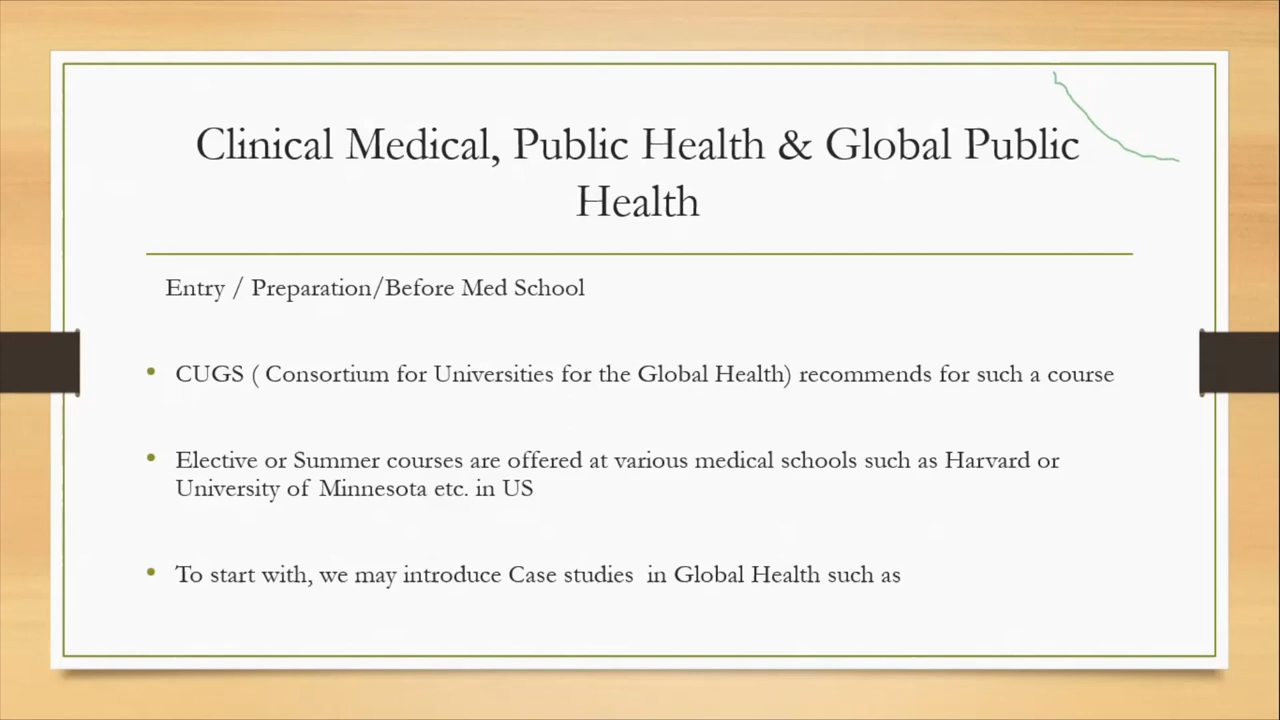 Clinical Medical, Public Health & Global Public
Health
Entry / Preparation/Before Med School
• CUGS ( Consortium for Universities for the Global Health) recommends for such a course
• Elective or Summer courses are offered at various medical schools such as Harvard or
University of Minnesota etc. in US
• To start with, we may introduce Case studies  in Global Health such as